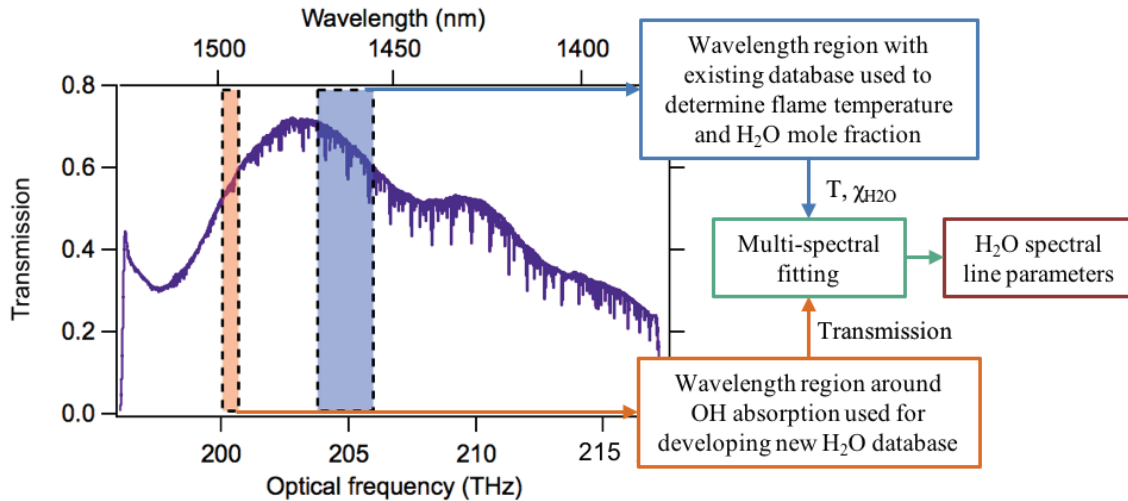 Wavelength (nm)
1500
1450
1400
0.8
0.6
0.4
0.2
0.0
Transmission
200
205
210
215
Optical frequency (THz)
Wavelength region with
existing database used to
determine flame temperature
and H₂O mole fraction
T, χH2O
Multi-spectral
fitting
H₂O spectral
line parameters
Transmission
Wavelength region around
OH absorption used for
developing new H₂O database